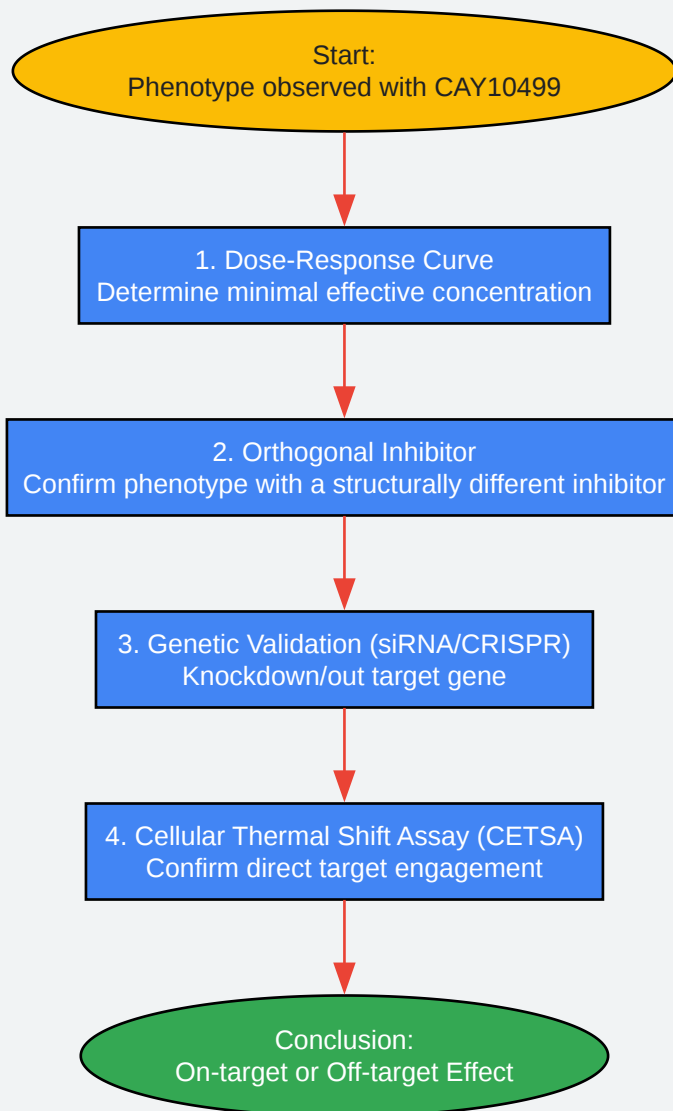 Start:
Phenotype observed with CAY10499
1. Dose-Response Curve
Determine minimal effective concentration
2. Orthogonal Inhibitor
Confirm phenotype with a structurally different inhibitor
3. Genetic Validation (siRNA/CRISPR)
Knockdown/out target gene
4. Cellular Thermal Shift Assay (CETSA)
Confirm direct target engagement
Conclusion:
On-target or Off-target Effect